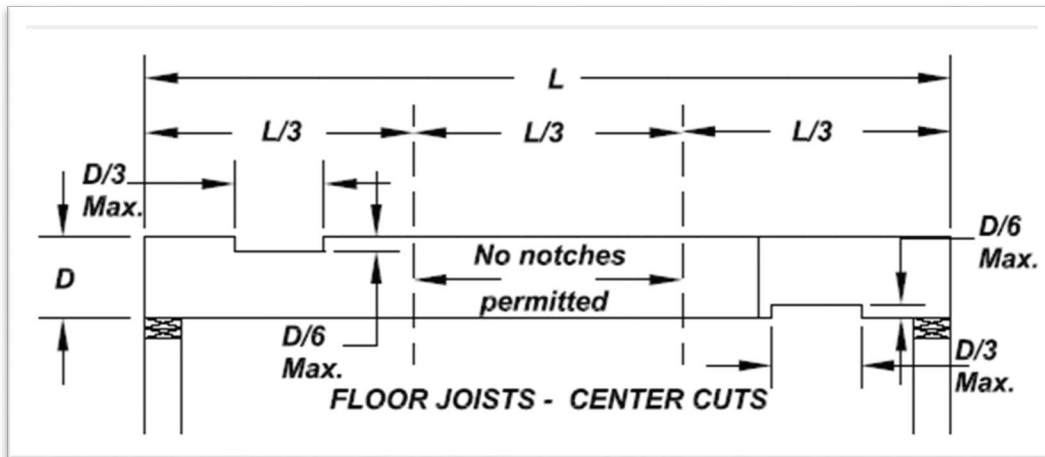 L
L/3
L/3
L/3
D/3
Max.
D/6
Max.
D
No notches
permitted
D/6
Max.
D/3
Max.
FLOOR JOISTS - CENTER CUTS